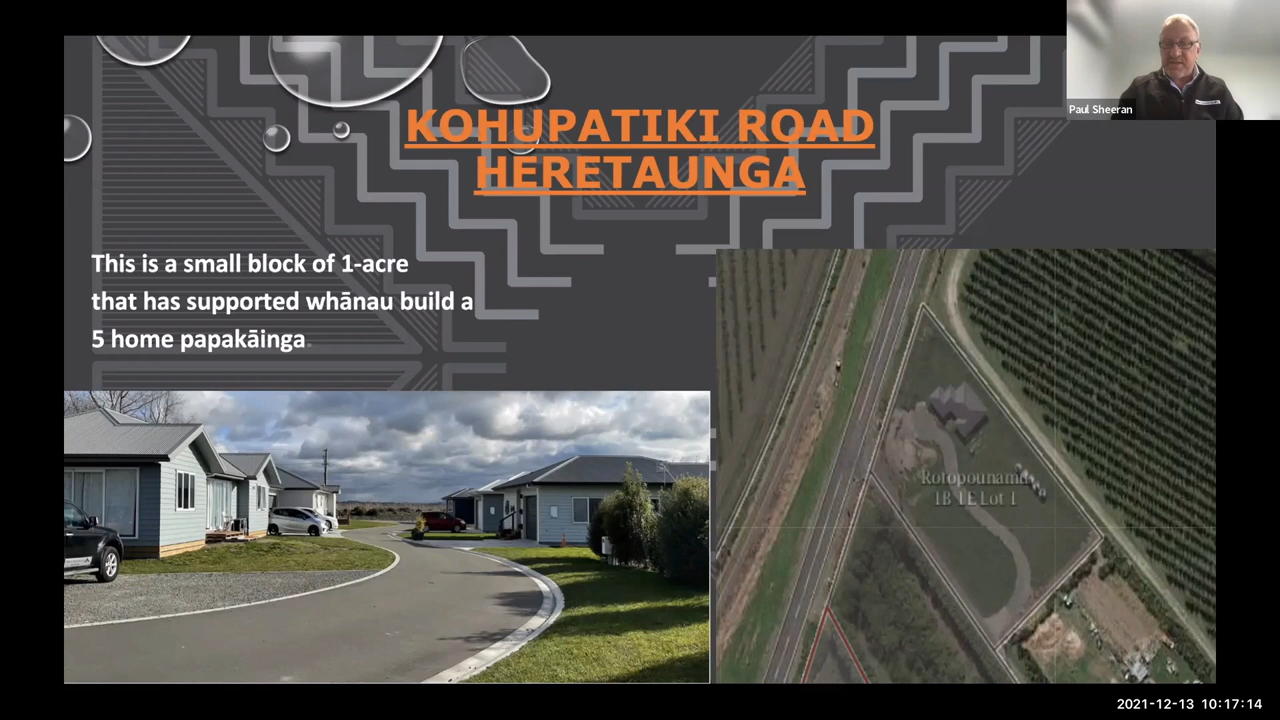 Paul Sheeran
KOHUPATIKI ROAD
HERETAUNGA
This is a small block of 1-acre
that has supported whānau build a
5 home papakāinga.
Rotopounamu
1B 1E Lot 1
2021-12-13 10:17:14